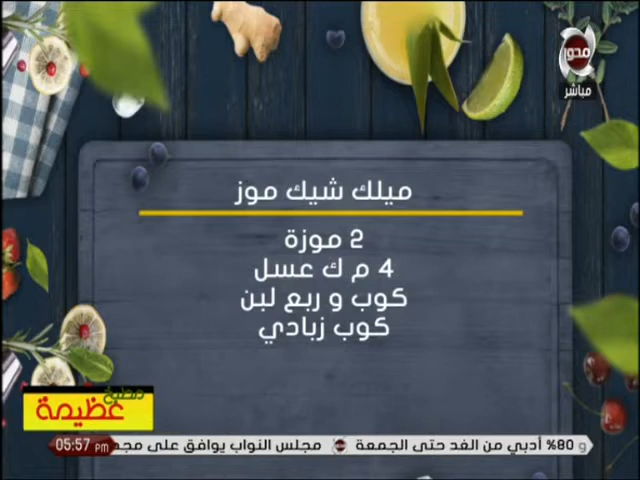 محور
مباشر
ميلك شيك موز
2 موزة
4 م ك عسل
كوب و ربع لبن
كوب زبادي
مطبخ
عظيمة
و 80% أدبي من الغد حتى الجمعة مجلس النواب يوافق على
05:57 pm